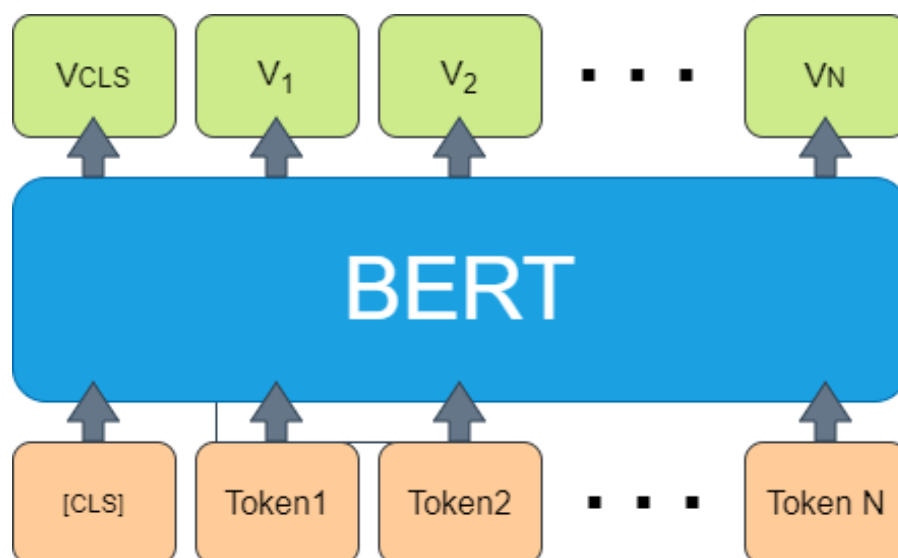 VCLS V1 V2 . . . VN
BERT
[CLS] Token1 Token2 . . . Token N